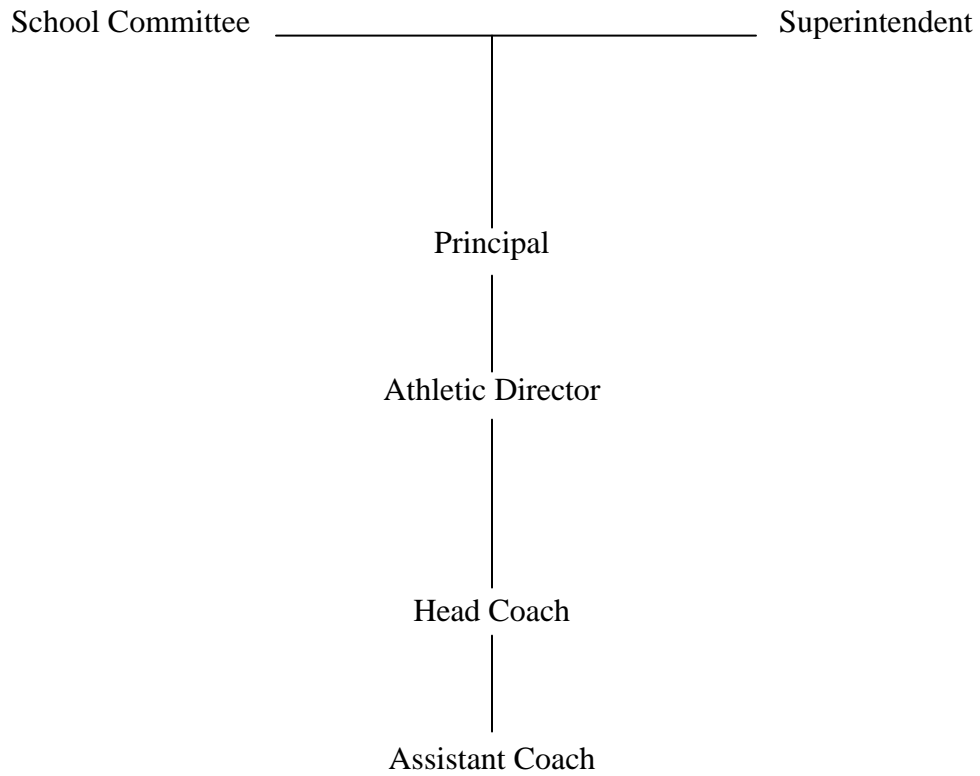 School Committee
Superintendent
Principal
Athletic Director
Head Coach
Assistant Coach